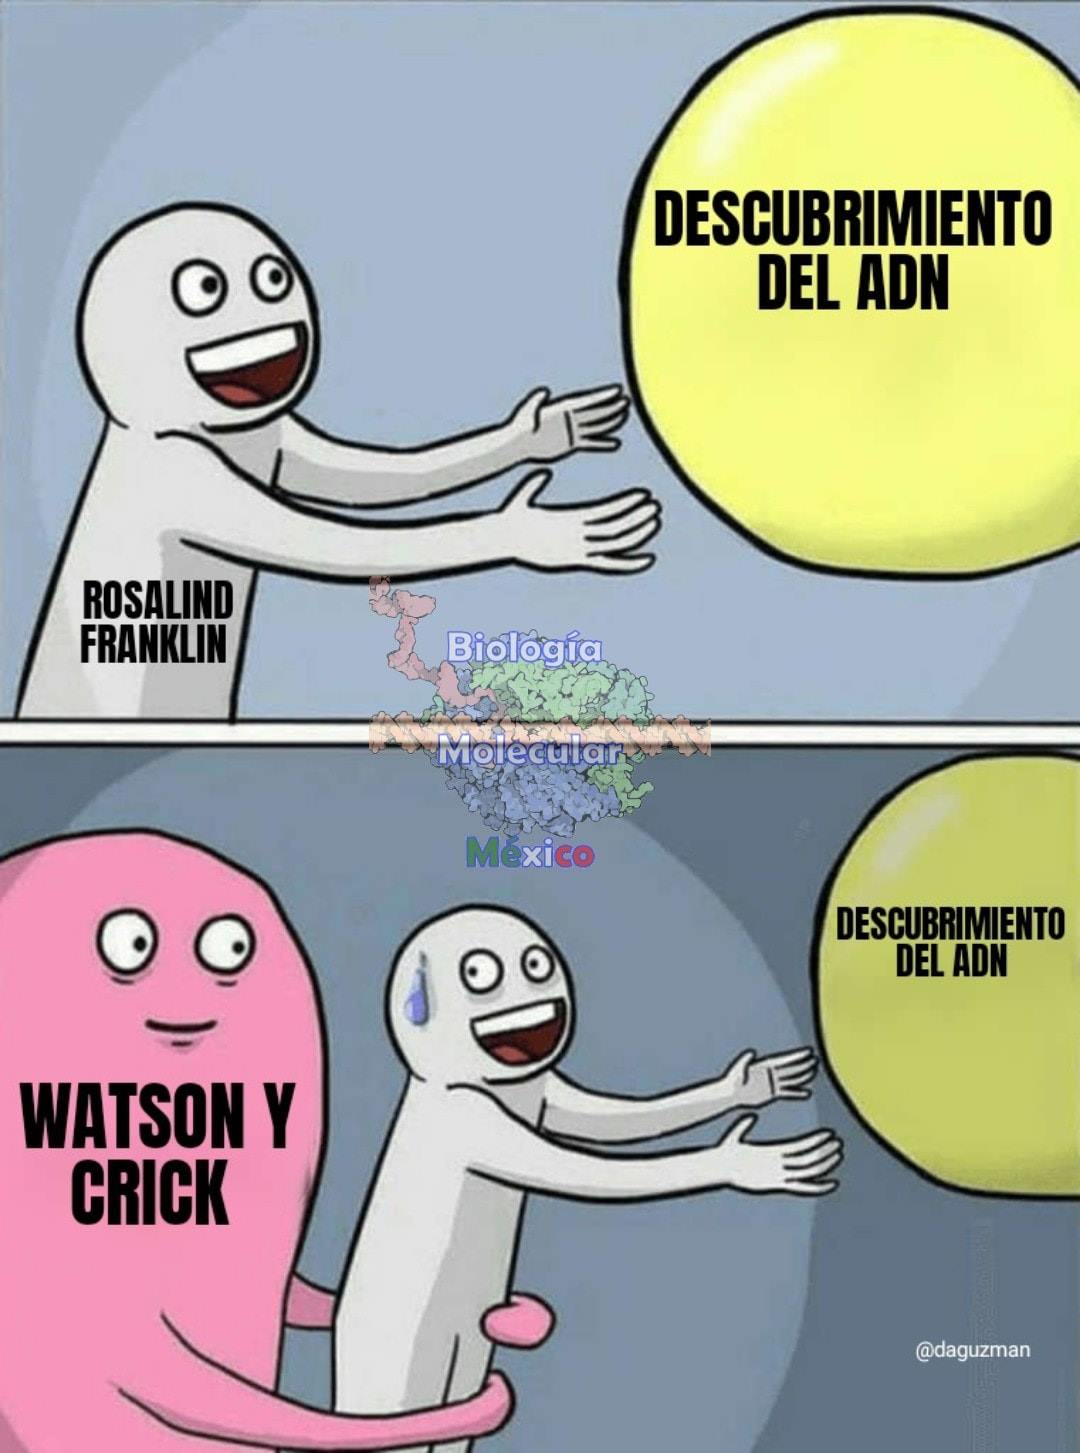 DESCUBRIMIENTO
DEL ADN
ROSALIND
FRANKLIN
Biología
Molecular
México
DESCUBRIMIENTO
DEL ADN
WATSON Y
CRICK
@daguzman